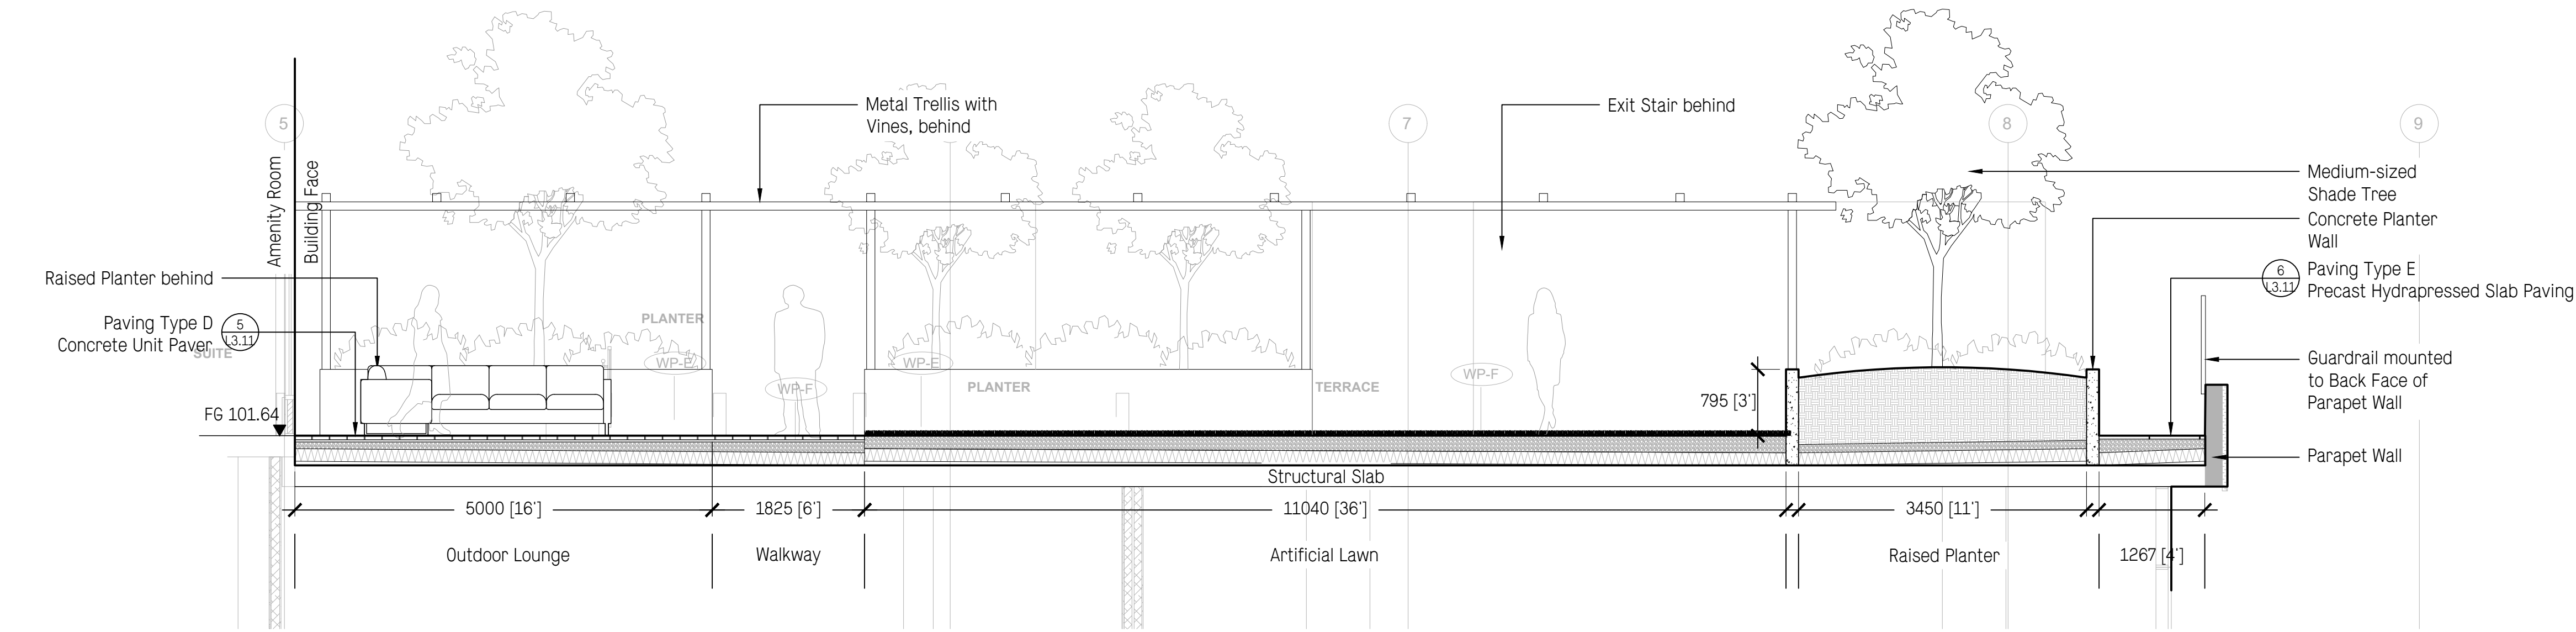 Metal Trellis with
Vines, behind
Exit Stair behind
5
7
8
9
Amenity Room
Building Face
Medium-sized
Shade Tree
Concrete Planter
Wall
Raised Planter behind
6
L3.11
Paving Type E
Precast Hydrapressed Slab Paving
Paving Type D
Concrete Unit Paver
5
L3.11
SUITE
PLANTER
WP-E
WP-F
WP-E
PLANTER
TERRACE
WP-F
795 [3']
Guardrail mounted
to Back Face of
Parapet Wall
FG 101.64
Parapet Wall
Structural Slab
5000 [16']
1825 [6']
11040 [36']
3450 [11']
Outdoor Lounge
Walkway
Artificial Lawn
Raised Planter
1267 [4']